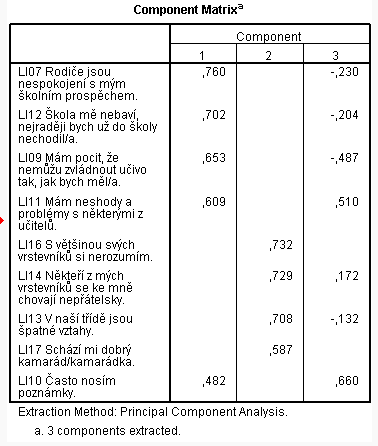 Component Matrixa
Component
1 2 3
LI07 Rodiče jsou ,760 -,230
nespokojení s mým
školním prospěchem.
LI12 Škola mě nebaví, ,702 -,204
nejraději bych už do školy
nechodil/a.
LI09 Mám pocit, že ,653 -,487
nemůžu zvládnout učivo
tak, jak bych měl/a.
LI11 Mám neshody a ,609 ,510
problémy s některými z
učitelů.
LI16 S většinou svých ,732
vrstevníků si nerozumím.
LI14 Někteří z mých ,729 ,172
vrstevníků se ke mně
chovají nepřátelsky.
LI13 V naší třídě jsou ,708 -,132
špatné vztahy.
LI17 Schází mi dobrý ,587
kamarád/kamarádka.
LI10 Často nosím ,482 ,660
poznámky.
Extraction Method: Principal Component Analysis.
a. 3 components extracted.